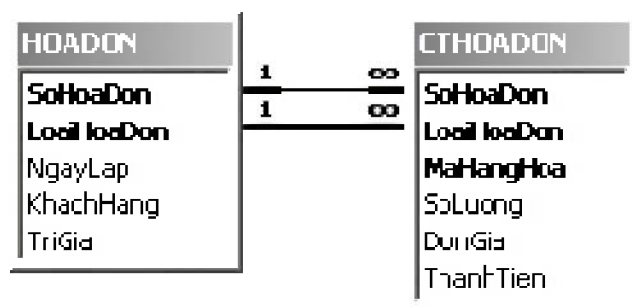 HOADON
SoHoaDon
LoaiHoaDon
NgayLap
KhachHang
TriGia
1 ∞
1 ∞
CTHOADON
SoHoaDon
LoaiHoaDon
MaHangHoa
SoLuong
DonGia
ThanhTien